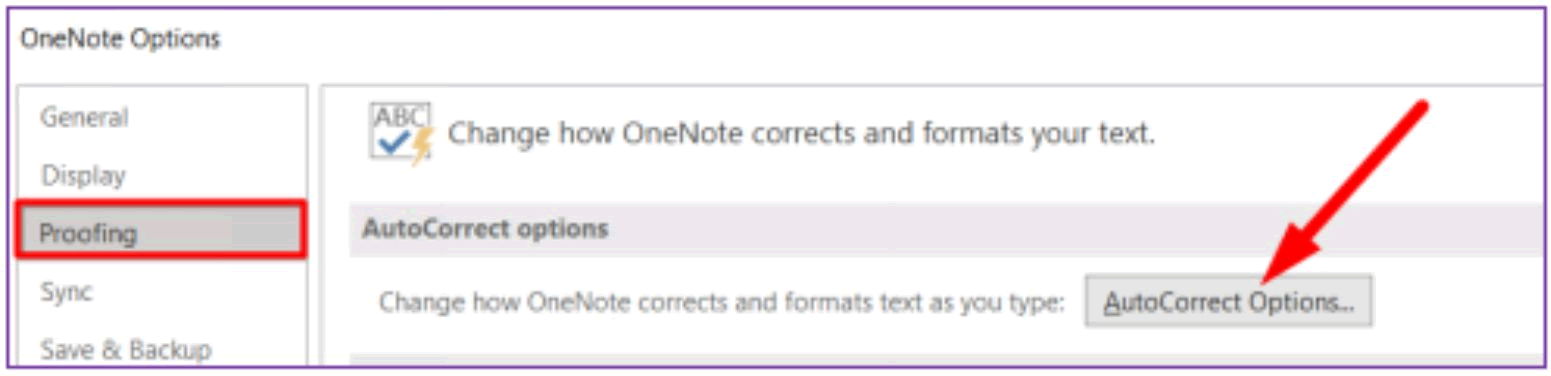 OneNote Options
General
Display
Proofing
Sync
Save & Backup
ABC
Change how OneNote corrects and formats your text.
AutoCorrect options
Change how OneNote corrects and formats text as you type:
AutoCorrect Options...